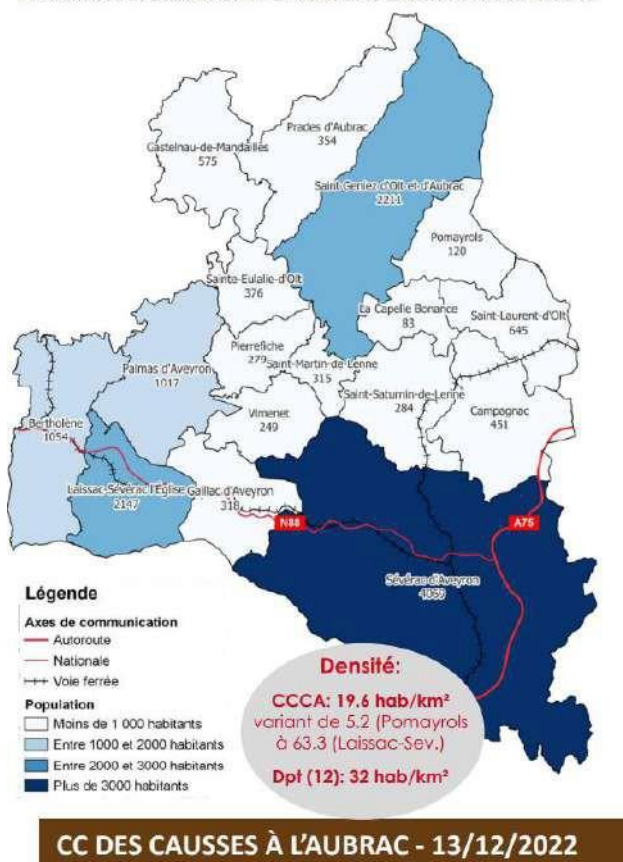 Castelnau-de-Mandailles
575
Prades d'Aubrac
354
Saint Geniez d'Olt et d'Aubrac
2211
Pomayrols
120
Sainte-Eulalie-d'Olt
376
La Capelle Bonance
83
Saint-Laurent-d'Olt
645
Palmas d'Aveyron
1017
Pierrefiche
279
Saint-Martin-de-Lenne
315
Saint-Saturnin-de-Lenne
284
Campagnac
451
Vimenet
249
Bertholène
1054
Laissac-Sévérac l'Église
2147
Gaillac d'Aveyron
318
N88
A75
Sévérac d'Aveyron
Légende
Axes de communication
Autoroute
Nationale
Voie ferrée
Population
Moins de 1 000 habitants
Entre 1000 et 2000 habitants
Entre 2000 et 3000 habitants
Plus de 3000 habitants
Densité:
CCCA: 19.6 hab/km²
variant de 5.2 (Pomayrols
à 63.3 (Laissac-Sev.)
Dpt (12): 32 hab/km²
CC DES CAUSSES À L'AUBRAC - 13/12/2022